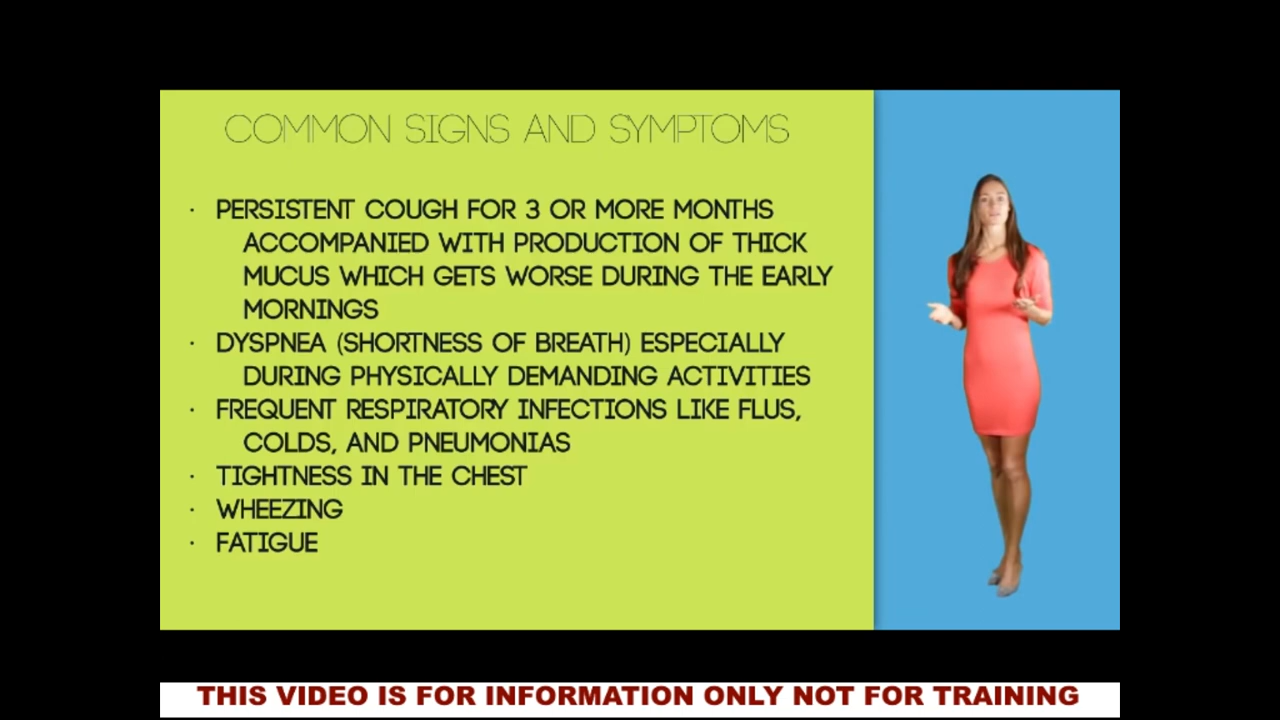 COMMON SIGNS AND SYMPTOMS
· PERSISTENT COUGH FOR 3 OR MORE MONTHS
ACCOMPANIED WITH PRODUCTION OF THICK
MUCUS WHICH GETS WORSE DURING THE EARLY
MORNINGS
· DYSPNEA (SHORTNESS OF BREATH) ESPECIALLY
DURING PHYSICALLY DEMANDING ACTIVITIES
· FREQUENT RESPIRATORY INFECTIONS LIKE FLUS,
COLDS, AND PNEUMONIAS
· TIGHTNESS IN THE CHEST
· WHEEZING
· FATIGUE
THIS VIDEO IS FOR INFORMATION ONLY NOT FOR TRAINING